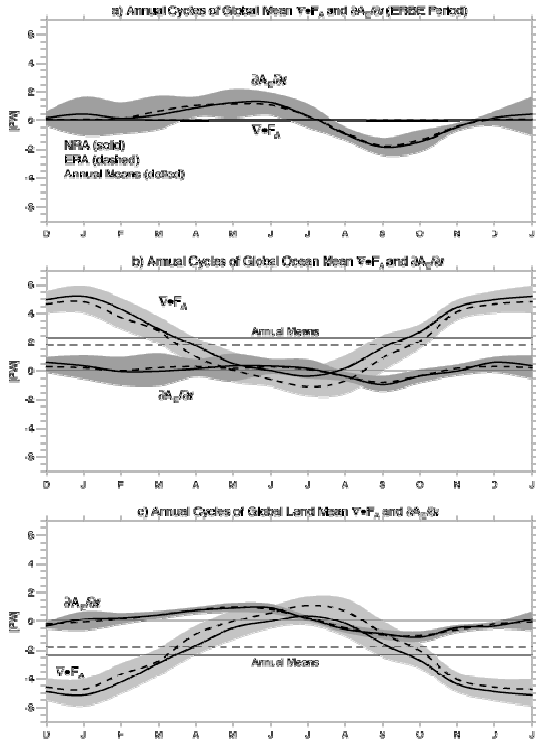 a) Annual Cycles of Global Mean ∇•F_A and ∂A_E/∂t (ERBE Period)
6
4
2
0
-2
-4
-6
[PW]
∂A_E/∂t
∇•F_A
NRA (solid)
ERA (dashed)
Annual Means (dotted)
D J F M A M J J A S O N D J
b) Annual Cycles of Global Ocean Mean ∇•F_A and ∂A_E/∂t
6
4
2
0
-2
-4
-6
[PW]
∇•F_A
Annual Means
∂A_E/∂t
D J F M A M J J A S O N D J
c) Annual Cycles of Global Land Mean ∇•F_A and ∂A_E/∂t
6
4
2
0
-2
-4
-6
[PW]
∂A_E/∂t
Annual Means
∇•F_A
D J F M A M J J A S O N D J